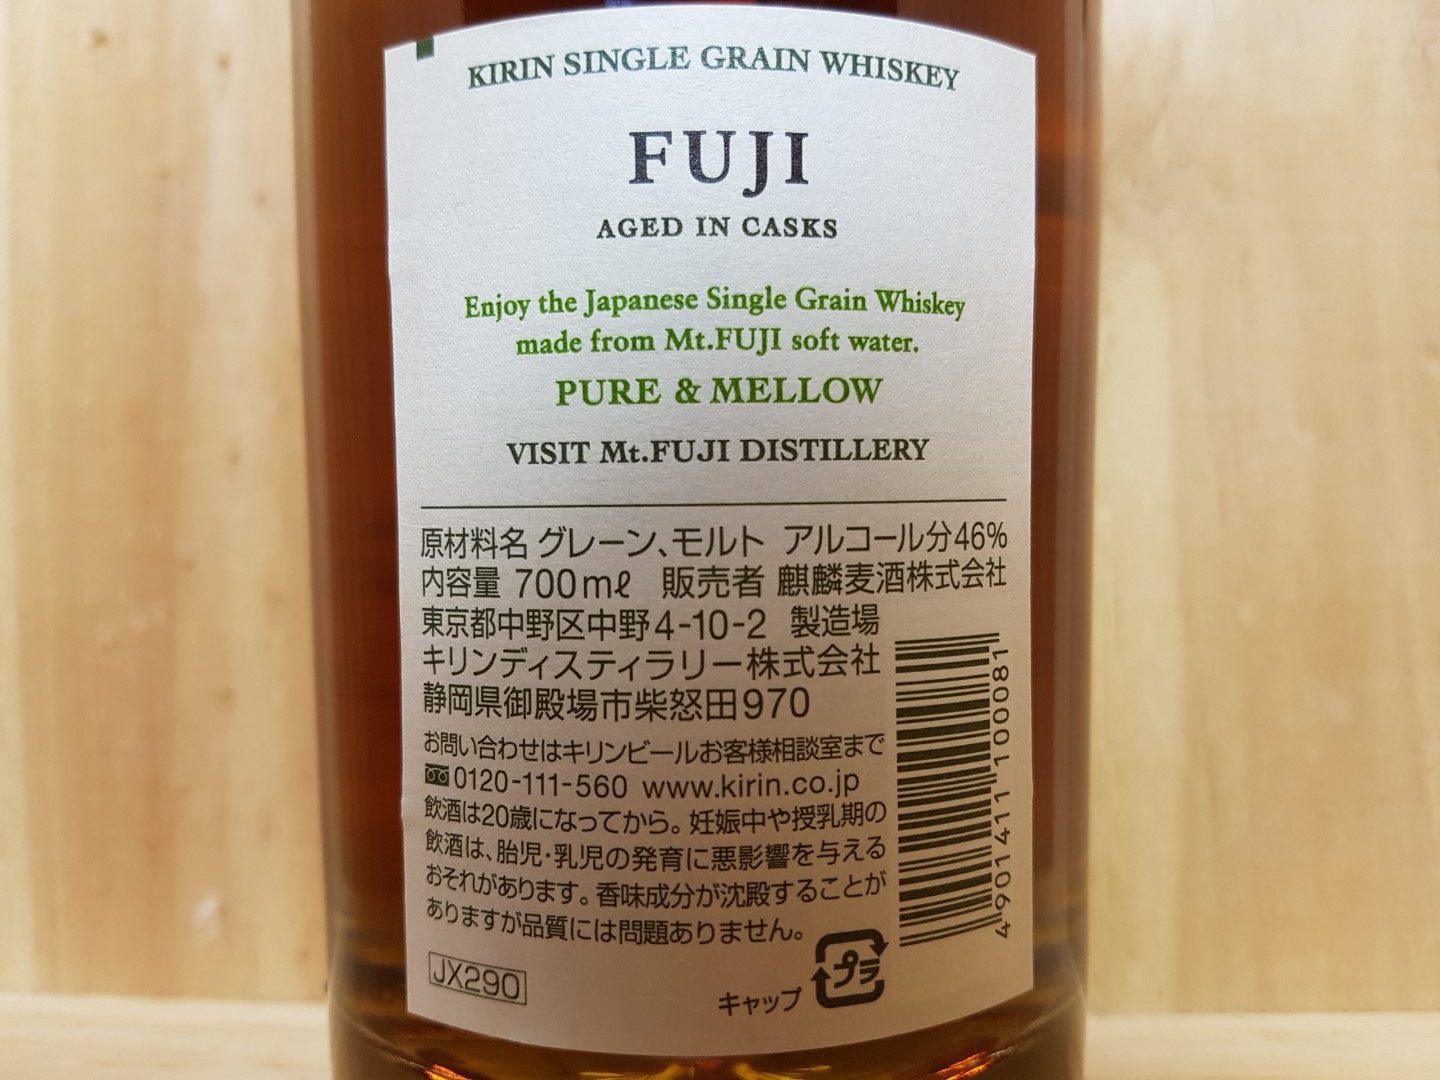 KIRIN SINGLE GRAIN WHISKEY
FUJI
AGED IN CASKS
Enjoy the Japanese Single Grain Whiskey
made from Mt.FUJI soft water.
PURE & MELLOW
VISIT Mt.FUJI DISTILLERY
原材料名 グレーン、モルト アルコール分46%
内容量 700mℓ 販売者 麒麟麦酒株式会社
東京都中野区中野4-10-2 製造場
キリンディスティラリー株式会社
静岡県御殿場市柴怒田970
お問い合わせはキリンビールお客様相談室まで
0120-111-560 www.kirin.co.jp
飲酒は20歳になってから。妊娠中や授乳期の
飲酒は、胎児・乳児の発育に悪影響を与える
おそれがあります。香味成分が沈殿することが
ありますが品質には問題ありません。
JX290
キャップ プラ
4901411100081